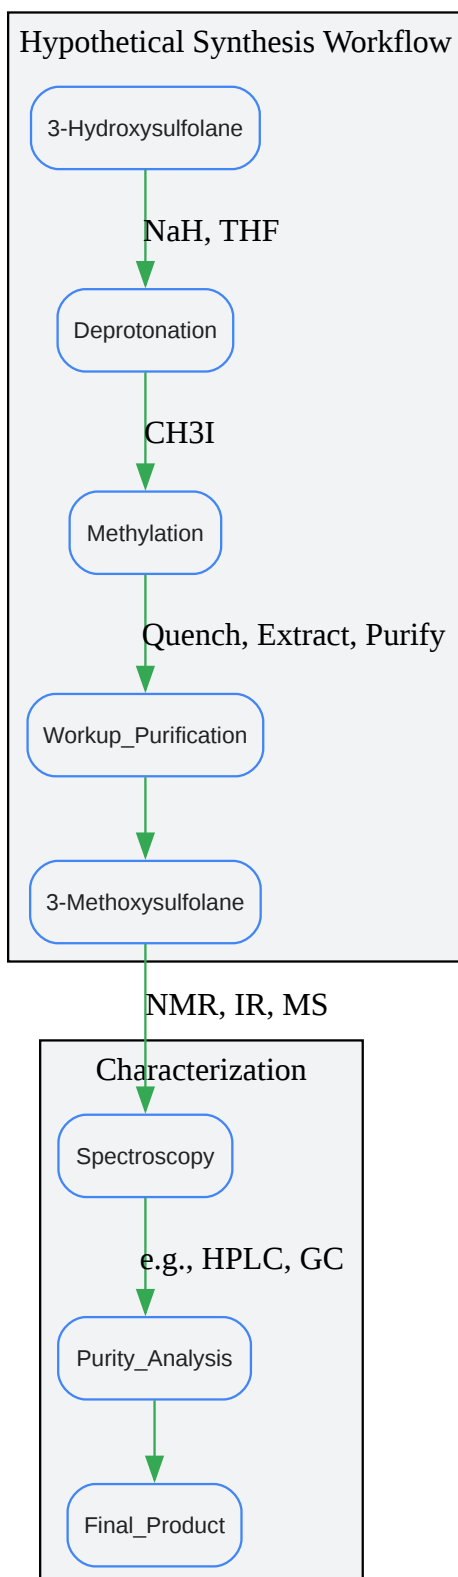 Hypothetical Synthesis Workflow
3-Hydroxysulfolane
NaH, THF
Deprotonation
CH3I
Methylation
Quench, Extract, Purify
Workup_Purification
3-Methoxysulfolane
NMR, IR, MS
Characterization
Spectroscopy
e.g., HPLC, GC
Purity_Analysis
Final_Product